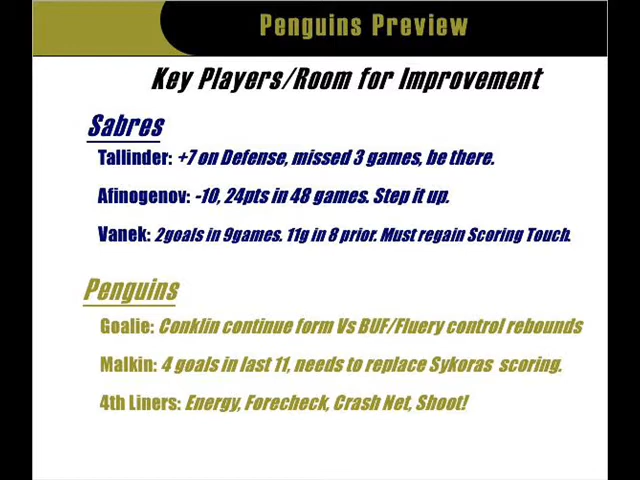 Penguins Preview
Key Players/Room for Improvement
Sabres
Tallinder: +7 on Defense, missed 3 games, be there.
Afinogenov: -10, 24pts in 48 games. Step it up.
Vanek: 2goals in 9games. 11g in 8 prior. Must regain Scoring Touch.
Penguins
Goalie: Conklin continue form Vs BUF/Fluery control rebounds
Malkin: 4 goals in last 11, needs to replace Sykoras scoring.
4th Liners: Energy, Forecheck, Crash Net, Shoot!